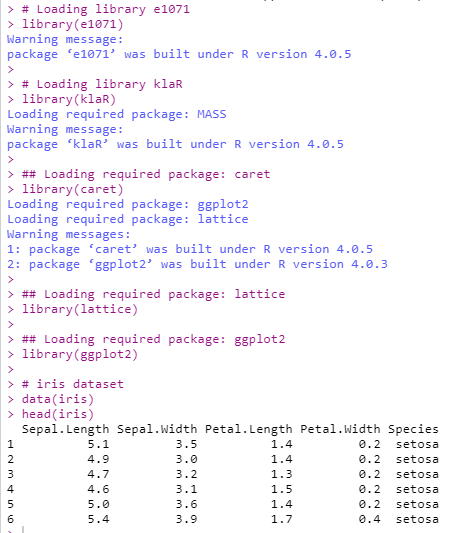 > # Loading library e1071
> library(e1071)
Warning message:
package ‘e1071’ was built under R version 4.0.5
>
> # Loading library klaR
> library(klaR)
Loading required package: MASS
Warning message:
package ‘klaR’ was built under R version 4.0.5
>
> ## Loading required package: caret
> library(caret)
Loading required package: ggplot2
Loading required package: lattice
Warning messages:
1: package ‘caret’ was built under R version 4.0.5
2: package ‘ggplot2’ was built under R version 4.0.3
>
> ## Loading required package: lattice
> library(lattice)
>
> ## Loading required package: ggplot2
> library(ggplot2)
>
> # iris dataset
> data(iris)
> head(iris)
  Sepal.Length Sepal.Width Petal.Length Petal.Width Species
1          5.1         3.5          1.4         0.2  setosa
2          4.9         3.0          1.4         0.2  setosa
3          4.7         3.2          1.3         0.2  setosa
4          4.6         3.1          1.5         0.2  setosa
5          5.0         3.6          1.4         0.2  setosa
6          5.4         3.9          1.7         0.4  setosa
>